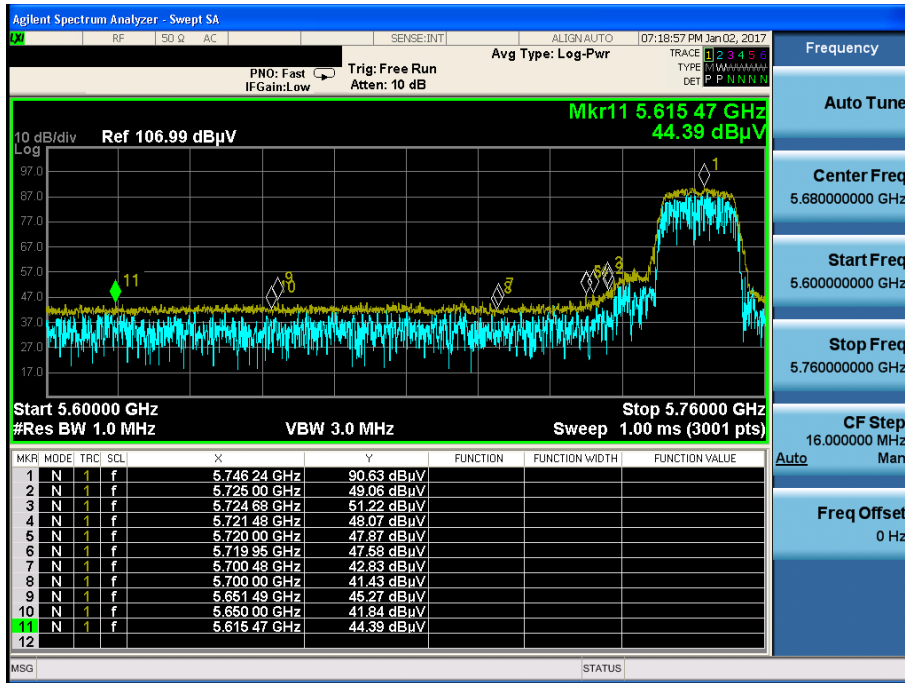 Agilent Spectrum Analyzer - Swept SA
LXI RF 50 Ω AC SENSE:INT ALIGN AUTO 07:18:57 PM Jan 02, 2017
Avg Type: Log-Pwr TRACE 1 2 3 4 5 6
PNO: Fast Trig: Free Run TYPE M W W W W W
IFGain:Low Atten: 10 dB DET P P N N N N
Mkr11 5.615 47 GHz
44.39 dBµV
10 dB/div Ref 106.99 dBµV
Log
97.0
87.0
77.0
67.0
57.0
47.0
37.0
27.0
17.0
1
11
9
10
7
8
3
Start 5.60000 GHz Stop 5.76000 GHz
#Res BW 1.0 MHz VBW 3.0 MHz Sweep 1.00 ms (3001 pts)
MKR MODE TRC SCL X Y FUNCTION FUNCTION WIDTH FUNCTION VALUE
1 N 1 f 5.746 24 GHz 90.63 dBµV
2 N 1 f 5.725 00 GHz 49.06 dBµV
3 N 1 f 5.724 68 GHz 51.22 dBµV
4 N 1 f 5.721 48 GHz 48.07 dBµV
5 N 1 f 5.720 00 GHz 47.87 dBµV
6 N 1 f 5.719 95 GHz 47.58 dBµV
7 N 1 f 5.700 48 GHz 42.83 dBµV
8 N 1 f 5.700 00 GHz 41.43 dBµV
9 N 1 f 5.651 49 GHz 45.27 dBµV
10 N 1 f 5.650 00 GHz 41.84 dBµV
11 N 1 f 5.615 47 GHz 44.39 dBµV
12
MSG STATUS
Frequency
Auto Tune
Center Freq
5.680000000 GHz
Start Freq
5.600000000 GHz
Stop Freq
5.760000000 GHz
CF Step
16.000000 MHz
Auto Man
Freq Offset
0 Hz